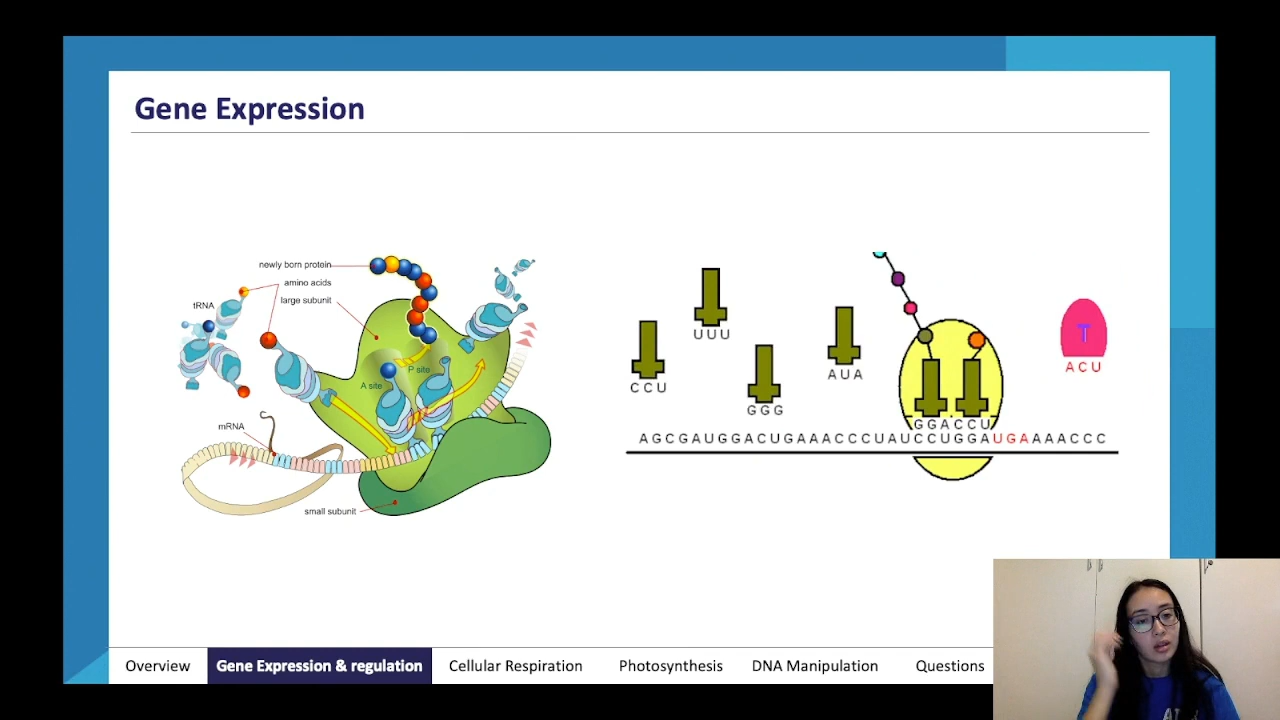 Gene Expression
newly born protein
amino acids
large subunit
tRNA
A site
P site
mRNA
small subunit
CCU
UUU
GGG
AUA
T
ACU
GGACCU
AGCGAUGGACUGAAACCCUAUCCUGGAUGAAAACCC
Overview
Gene Expression & regulation
Cellular Respiration
Photosynthesis
DNA Manipulation
Questions